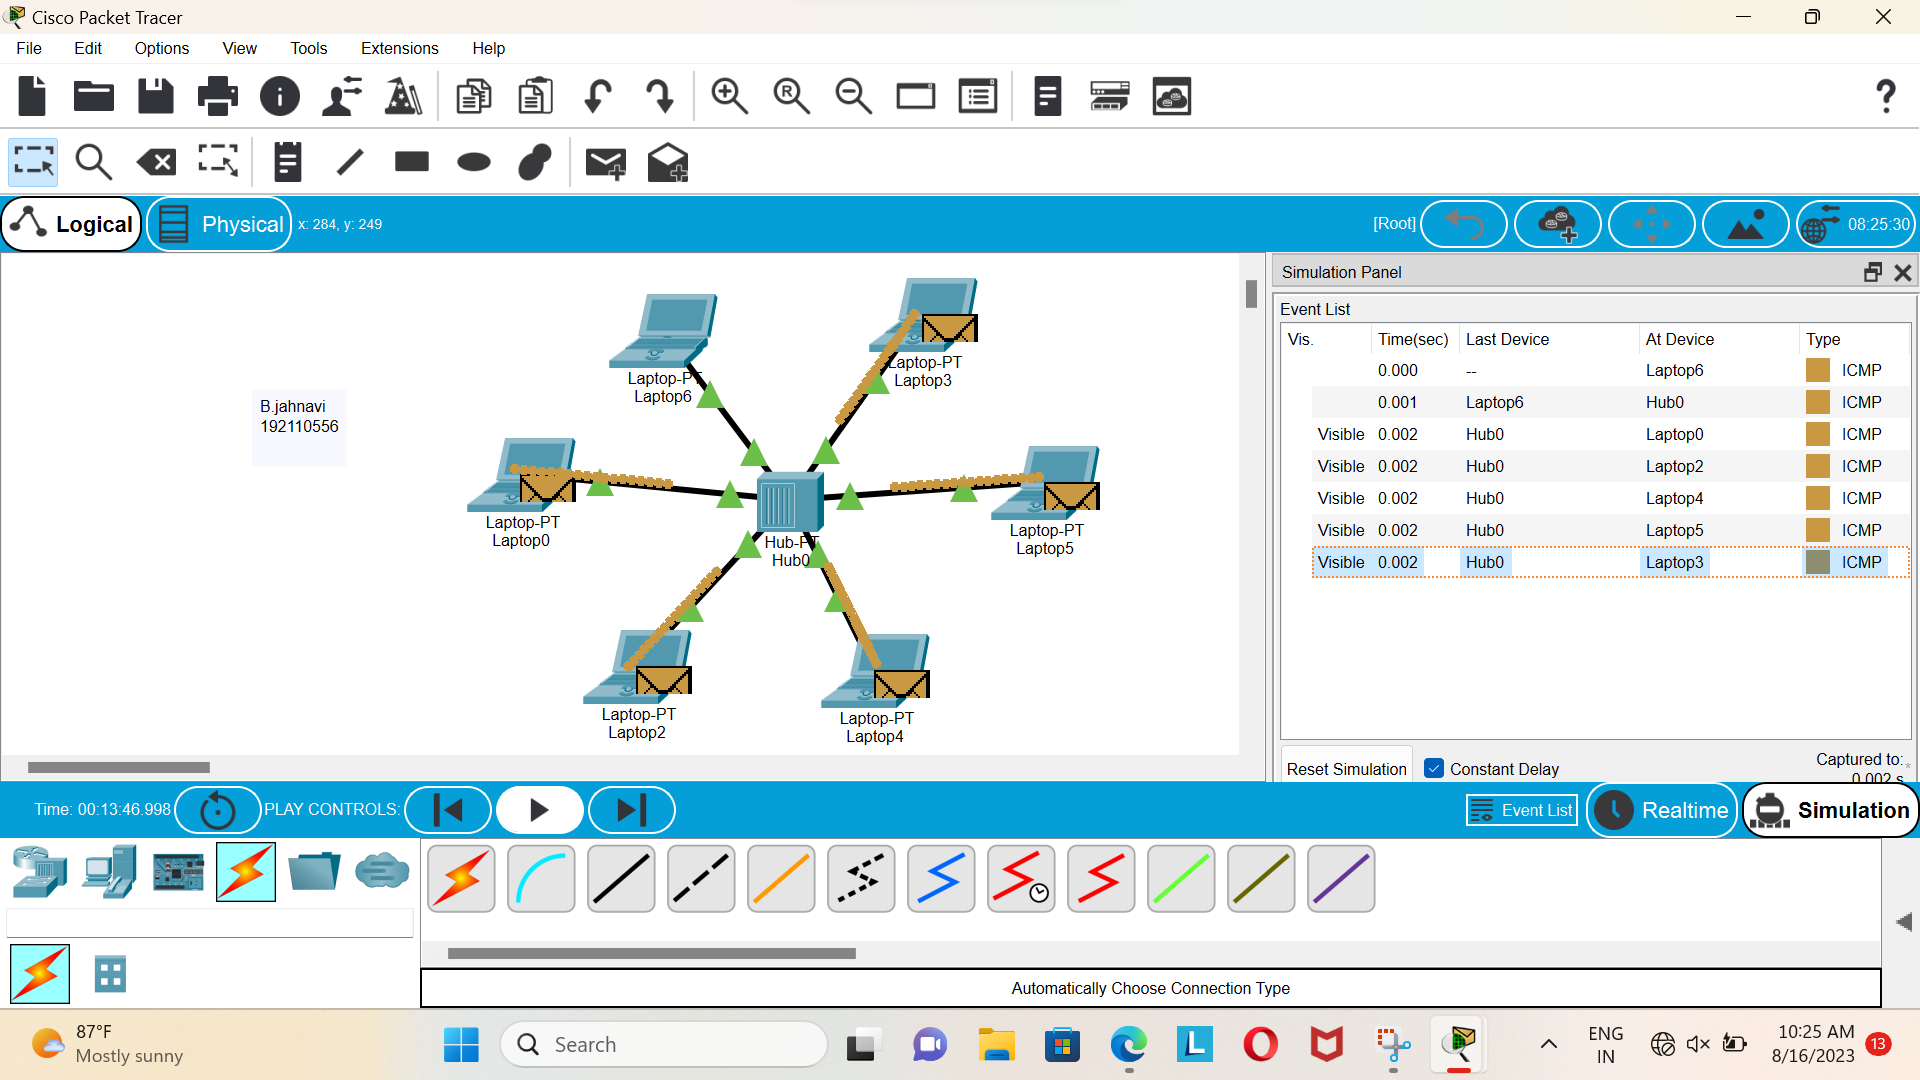 Cisco Packet Tracer
File Edit Options View Tools Extensions Help
Logical Physical x: 284, y: 249 [Root] 08:25:30
B.jahnavi
192110556
Laptop-PT
Laptop6
Laptop-PT
Laptop3
Laptop-PT
Laptop0
Hub-PT
Hub0
Laptop-PT
Laptop5
Laptop-PT
Laptop2
Laptop-PT
Laptop4
Simulation Panel
Event List
Vis. Time(sec) Last Device At Device Type
0.000 -- Laptop6 ICMP
0.001 Laptop6 Hub0 ICMP
Visible 0.002 Hub0 Laptop0 ICMP
Visible 0.002 Hub0 Laptop2 ICMP
Visible 0.002 Hub0 Laptop4 ICMP
Visible 0.002 Hub0 Laptop5 ICMP
Visible 0.002 Hub0 Laptop3 ICMP
Reset Simulation Constant Delay Captured to:*
0.002 s
Time: 00:13:46.998 PLAY CONTROLS: Event List Realtime Simulation
Automatically Choose Connection Type
87°F
Mostly sunny
Search
ENG
IN
10:25 AM
8/16/2023
13